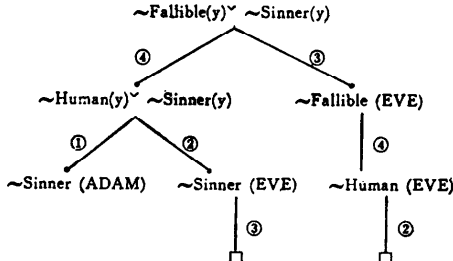 ~Fallible(y)ˇ ~Sinner(y)
④ ③
~Human(y)ˇ ~Sinner(y) ~Fallible (EVE)
① ② ④
~Sinner (ADAM) ~Sinner (EVE) ~Human (EVE)
③ ②